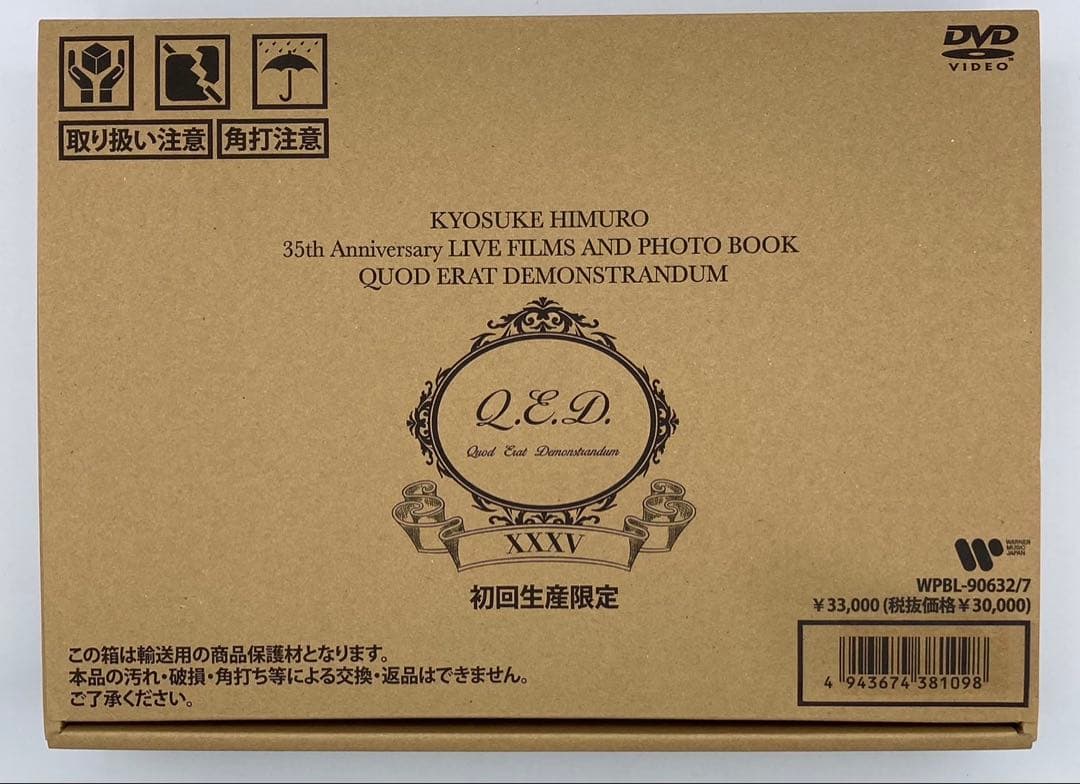 DVD
VIDEO
取り扱い注意
角打注意
KYOSUKE HIMURO
35th Anniversary LIVE FILMS AND PHOTO BOOK
QUOD ERAT DEMONSTRANDUM
Q.E.D.
Quod Erat Demonstrandum
XXXV
初回生産限定
WARNER
MUSIC
JAPAN
WPBL-90632/7
¥33,000(税抜価格¥30,000)
4 943674 381098
この箱は輸送用の商品保護材となります。
本品の汚れ・破損・角打ち等による交換・返品はできません。
ご了承ください。